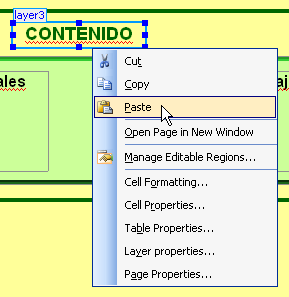 layer3
CONTENIDO
ales
Cut
Copy
Paste
Open Page in New Window
Manage Editable Regions...
Cell Formatting...
Cell Properties...
Table Properties...
Layer properties...
Page Properties...
aj